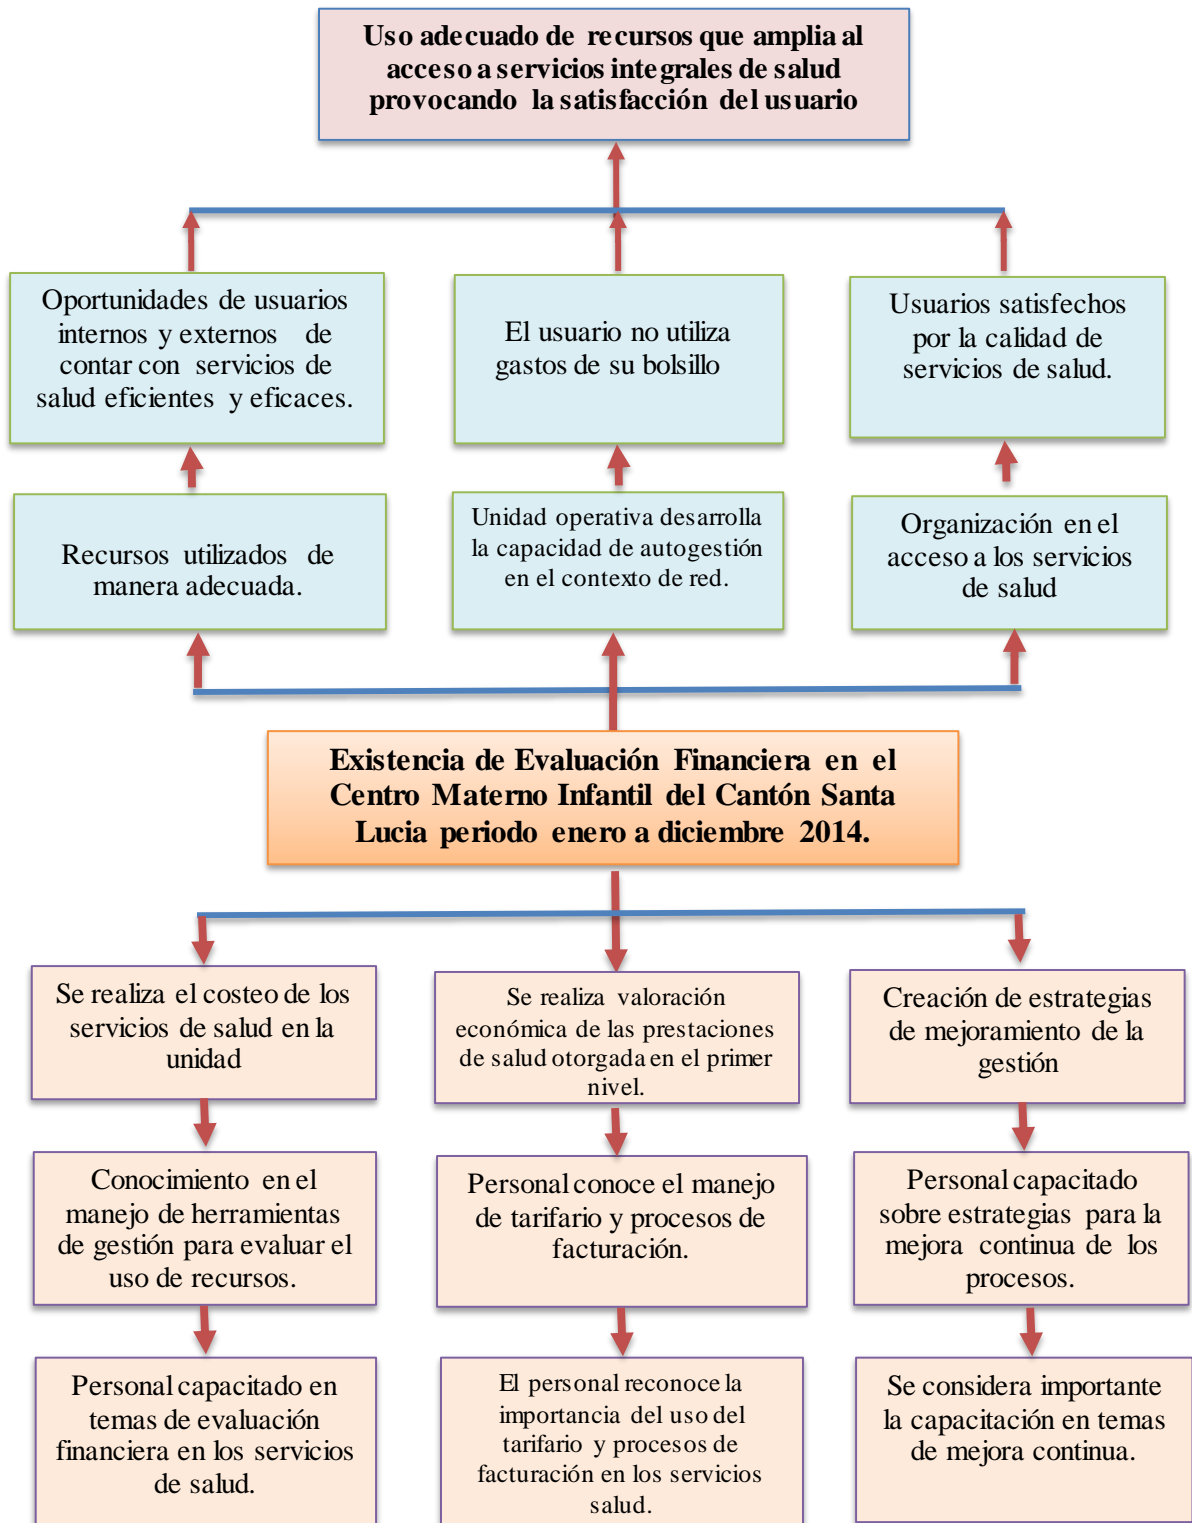 Uso adecuado de recursos que amplia al
acceso a servicios integrales de salud
provocando la satisfacción del usuario
Oportunidades de usuarios
internos y externos de
contar con servicios de
salud eficientes y eficaces.
El usuario no utiliza
gastos de su bolsillo
Usuarios satisfechos
por la calidad de
servicios de salud.
Recursos utilizados de
manera adecuada.
Unidad operativa desarrolla
la capacidad de autogestión
en el contexto de red.
Organización en el
acceso a los servicios
de salud
Existencia de Evaluación Financiera en el
Centro Materno Infantil del Cantón Santa
Lucia periodo enero a diciembre 2014.
Se realiza el costeo de los
servicios de salud en la
unidad
Se realiza valoración
económica de las prestaciones
de salud otorgada en el primer
nivel.
Creación de estrategias
de mejoramiento de la
gestión
Conocimiento en el
manejo de herramientas
de gestión para evaluar el
uso de recursos.
Personal conoce el manejo
de tarifario y procesos de
facturación.
Personal capacitado
sobre estrategias para la
mejora continua de los
procesos.
Personal capacitado en
temas de evaluación
financiera en los servicios
de salud.
El personal reconoce la
importancia del uso del
tarifario y procesos de
facturación en los servicios
salud.
Se considera importante
la capacitación en temas
de mejora continua.